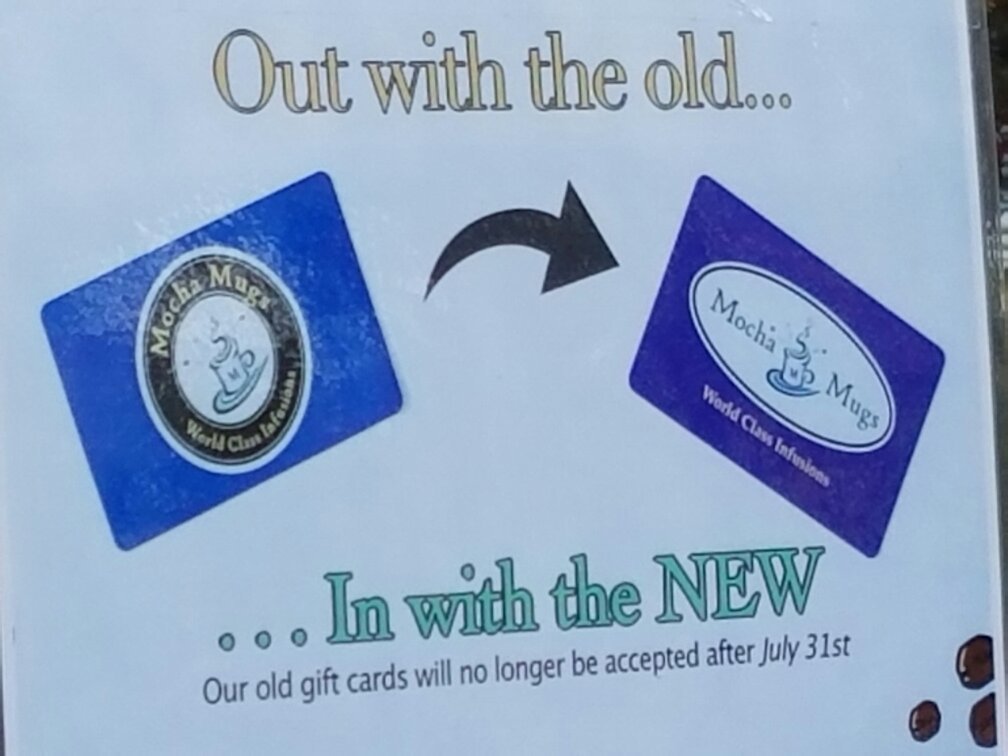 Out with the old...
Mocha Mugs
World Class Infusions
Mocha Mugs
World Class Infusions
...In with the NEW
Our old gift cards will no longer be accepted after July 31st